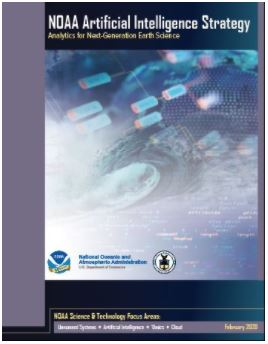 NOAA Artificial Intelligence Strategy
Analytics for Next-Generation Earth Science
NOAA
National Oceanic and
Atmospheric Administration
U.S. Department of Commerce
NOAA Science & Technology Focus Areas:
Unmanned Systems • Artificial Intelligence • 'Omics • Cloud
February 2020